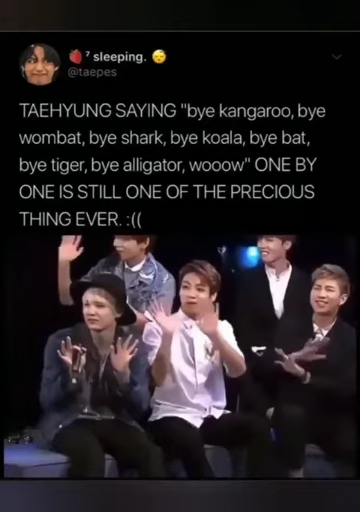 🍓⁷ sleeping. 😴
@taepes
TAEHYUNG SAYING "bye kangaroo, bye
wombat, bye shark, bye koala, bye bat,
bye tiger, bye alligator, wooow" ONE BY
ONE IS STILL ONE OF THE PRECIOUS
THING EVER. :((